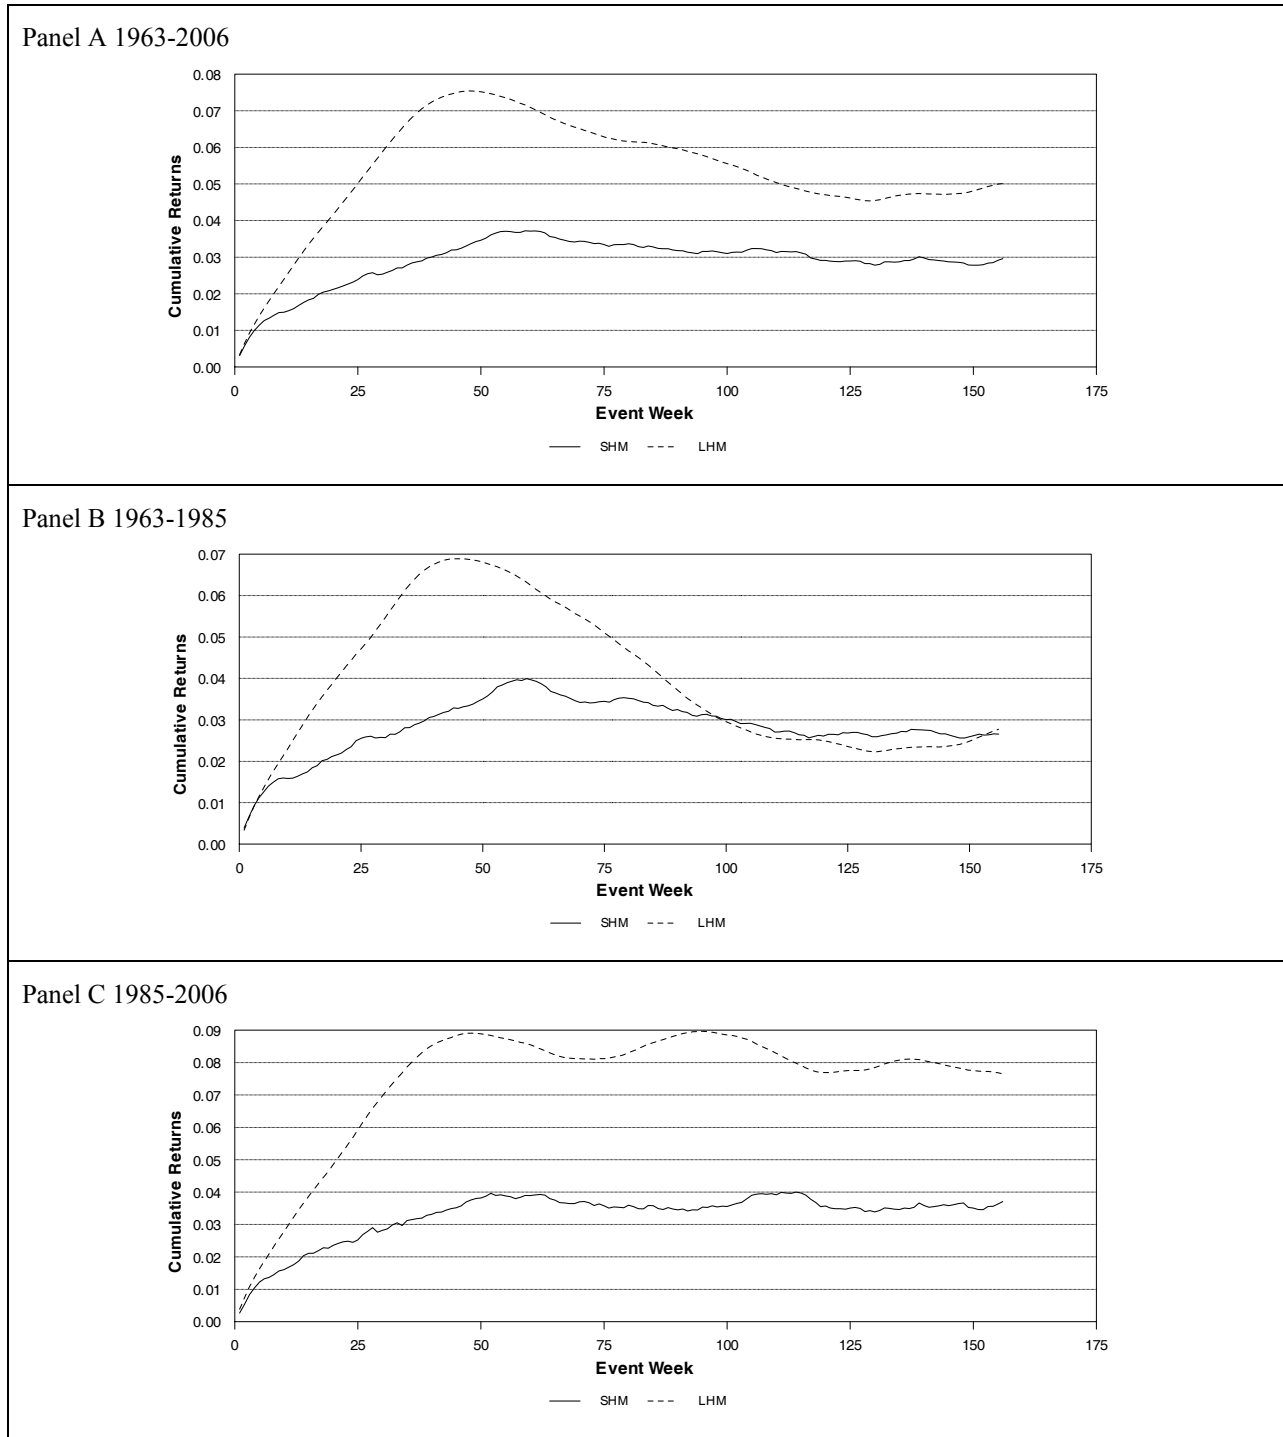 Panel A 1963-2006
0.08
0.07
0.06
0.05
0.04
0.03
0.02
0.01
0.00
Cumulative Returns
0 25 50 75 100 125 150 175
Event Week
SHM LHM
Panel B 1963-1985
0.07
0.06
0.05
0.04
0.03
0.02
0.01
0.00
Cumulative Returns
0 25 50 75 100 125 150 175
Event Week
SHM LHM
Panel C 1985-2006
0.09
0.08
0.07
0.06
0.05
0.04
0.03
0.02
0.01
0.00
Cumulative Returns
0 25 50 75 100 125 150 175
Event Week
SHM LHM